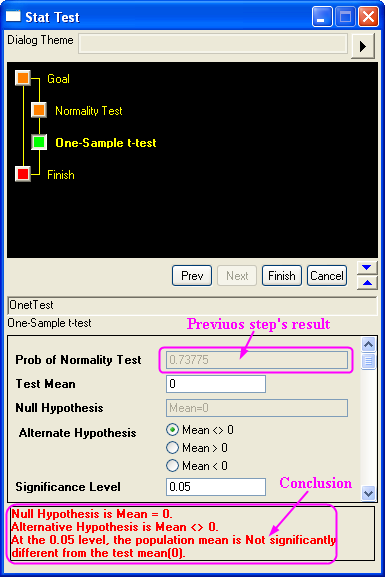 Stat Test
Dialog Theme
Goal
Normality Test
One-Sample t-test
Finish
Prev Next Finish Cancel
OnetTest
One-Sample t-test
Previuos step's result
Prob of Normality Test 0.73775
Test Mean 0
Null Hypothesis Mean=0
Alternate Hypothesis Mean <> 0
Mean > 0
Mean < 0
Significance Level 0.05
Conclusion
Null Hypothesis is Mean = 0.
Alternative Hypothesis is Mean <> 0.
At the 0.05 level, the population mean is Not significantly
different from the test mean(0).